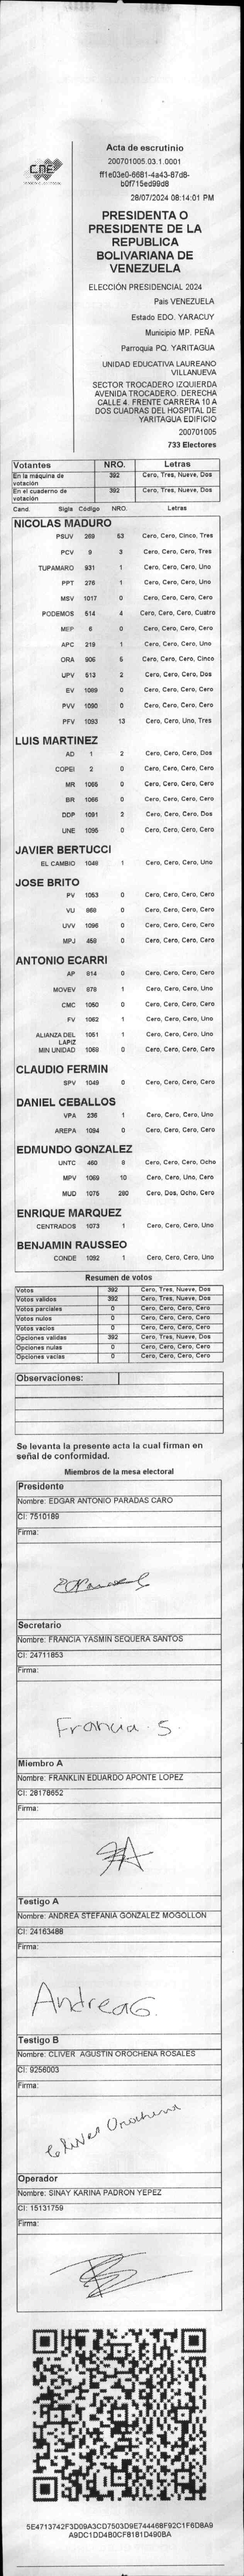 CNE
Acta de escrutinio
200701005.03.1.0001
ff1e03e0-6681-4a43-87d8-
b0f715ed99d8
28/07/2024 08:14:01 PM
PRESIDENTA O
PRESIDENTE DE LA
REPUBLICA
BOLIVARIANA DE
VENEZUELA
ELECCIÓN PRESIDENCIAL 2024
Pais VENEZUELA
Estado EDO. YARACUY
Municipio MP. PEÑA
Parroquia PQ. YARITAGUA
UNIDAD EDUCATIVA LAUREANO
VILLANUEVA
SECTOR TROCADERO IZQUIERDA
AVENIDA TROCADERO. DERECHA
CALLE 4. FRENTE CARRERA 10 A
DOS CUADRAS DEL HOSPITAL DE
YARITAGUA EDIFICIO
200701005
733 Electores
Votantes NRO. Letras
En la máquina de votación 392 Cero, Tres, Nueve, Dos
En el cuaderno de votación 392 Cero, Tres, Nueve, Dos
Cand. Sigla Código NRO. Letras
NICOLAS MADURO
PSUV 269 53 Cero, Cero, Cinco, Tres
PCV 9 3 Cero, Cero, Cero, Tres
TUPAMARO 931 1 Cero, Cero, Cero, Uno
PPT 276 1 Cero, Cero, Cero, Uno
MSV 1017 0 Cero, Cero, Cero, Cero
PODEMOS 514 4 Cero, Cero, Cero, Cuatro
MEP 6 0 Cero, Cero, Cero, Cero
APC 219 1 Cero, Cero, Cero, Uno
ORA 906 5 Cero, Cero, Cero, Cinco
UPV 513 2 Cero, Cero, Cero, Dos
EV 1089 0 Cero, Cero, Cero, Cero
PVV 1090 0 Cero, Cero, Cero, Cero
PFV 1093 13 Cero, Cero, Uno, Tres
LUIS MARTINEZ
AD 1 2 Cero, Cero, Cero, Dos
COPEI 2 0 Cero, Cero, Cero, Cero
MR 1065 0 Cero, Cero, Cero, Cero
BR 1066 0 Cero, Cero, Cero, Cero
DDP 1091 2 Cero, Cero, Cero, Dos
UNE 1095 0 Cero, Cero, Cero, Cero
JAVIER BERTUCCI
EL CAMBIO 1048 1 Cero, Cero, Cero, Uno
JOSE BRITO
PV 1053 0 Cero, Cero, Cero, Cero
VU 868 0 Cero, Cero, Cero, Cero
UVV 1096 0 Cero, Cero, Cero, Cero
MPJ 459 0 Cero, Cero, Cero, Cero
ANTONIO ECARRI
AP 814 0 Cero, Cero, Cero, Cero
MOVEV 878 1 Cero, Cero, Cero, Uno
CMC 1050 0 Cero, Cero, Cero, Cero
FV 1062 1 Cero, Cero, Cero, Uno
ALIANZA DEL LAPIZ 1051 1 Cero, Cero, Cero, Uno
MIN UNIDAD 1069 0 Cero, Cero, Cero, Cero
CLAUDIO FERMIN
SPV 1049 0 Cero, Cero, Cero, Cero
DANIEL CEBALLOS
VPA 236 1 Cero, Cero, Cero, Uno
AREPA 1094 0 Cero, Cero, Cero, Cero
EDMUNDO GONZALEZ
UNTC 460 8 Cero, Cero, Cero, Ocho
MPV 1068 10 Cero, Cero, Uno, Cero
MUD 1075 280 Cero, Dos, Ocho, Cero
ENRIQUE MARQUEZ
CENTRADOS 1073 1 Cero, Cero, Cero, Uno
BENJAMIN RAUSSEO
CONDE 1092 1 Cero, Cero, Cero, Uno
Resumen de votos
Votos 392 Cero, Tres, Nueve, Dos
Votos validos 392 Cero, Tres, Nueve, Dos
Votos parciales 0 Cero, Cero, Cero, Cero
Votos nulos 0 Cero, Cero, Cero, Cero
Votos vacios 0 Cero, Cero, Cero, Cero
Opciones validas 392 Cero, Tres, Nueve, Dos
Opciones nulas 0 Cero, Cero, Cero, Cero
Opciones vacias 0 Cero, Cero, Cero, Cero
Observaciones:
Se levanta la presente acta la cual firman en
señal de conformidad.
Miembros de la mesa electoral
Presidente
Nombre: EDGAR ANTONIO PARADAS CARO
CI: 7510189
Firma:
Secretario
Nombre: FRANCIA YASMIN SEQUERA SANTOS
CI: 24711853
Firma:
Francia. S.
Miembro A
Nombre: FRANKLIN EDUARDO APONTE LOPEZ
CI: 28178652
Firma:
Testigo A
Nombre: ANDREA STEFANIA GONZALEZ MOGOLLON
CI: 24163488
Firma:
Andrea G.
Testigo B
Nombre: CLIVER AGUSTIN OROCHENA ROSALES
CI: 9256003
Firma:
Cliver Orochena
Operador
Nombre: SINAY KARINA PADRON YEPEZ
CI: 15131759
Firma:
5E4713742F3D09A3CD7503D9E744468F92C1F6D8A9
A9DC1DD4B0CF8181D490BA